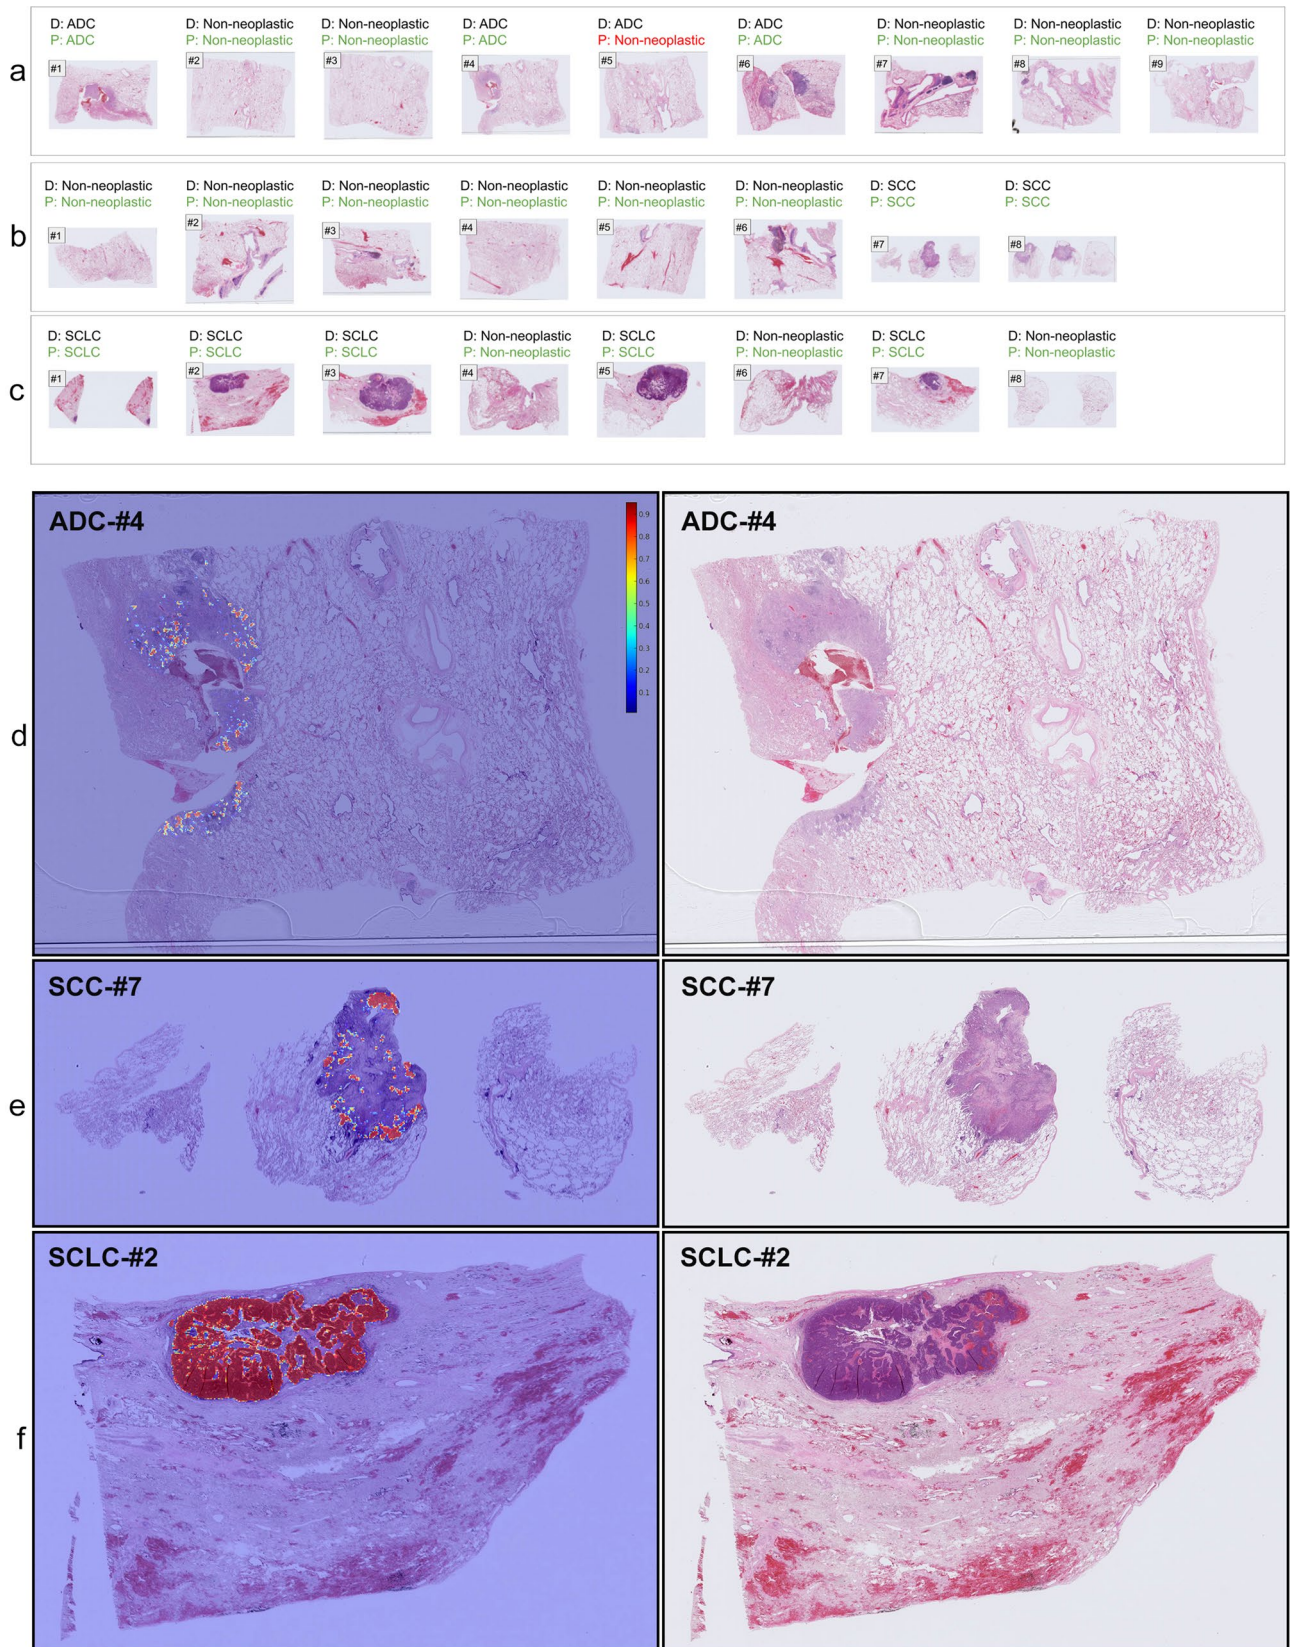 D: ADC D: Non-neoplastic D: Non-neoplastic D: ADC D: ADC D: ADC D: Non-neoplastic D: Non-neoplastic D: Non-neoplastic
P: ADC P: Non-neoplastic P: Non-neoplastic P: ADC P: Non-neoplastic P: ADC P: Non-neoplastic P: Non-neoplastic P: Non-neoplastic
a #1 #2 #3 #4 #5 #6 #7 #8 #9
D: Non-neoplastic D: Non-neoplastic D: Non-neoplastic D: Non-neoplastic D: Non-neoplastic D: Non-neoplastic D: SCC D: SCC
P: Non-neoplastic P: Non-neoplastic P: Non-neoplastic P: Non-neoplastic P: Non-neoplastic P: Non-neoplastic P: SCC P: SCC
b #1 #2 #3 #4 #5 #6 #7 #8
D: SCLC D: SCLC D: SCLC D: Non-neoplastic D: SCLC D: Non-neoplastic D: SCLC D: Non-neoplastic
P: SCLC P: SCLC P: SCLC P: Non-neoplastic P: SCLC P: Non-neoplastic P: SCLC P: Non-neoplastic
c #1 #2 #3 #4 #5 #6 #7 #8
ADC-#4 ADC-#4
0.9
0.8
0.7
0.6
0.5
0.4
0.3
0.2
0.1
d
SCC-#7 SCC-#7
e
SCLC-#2 SCLC-#2
f